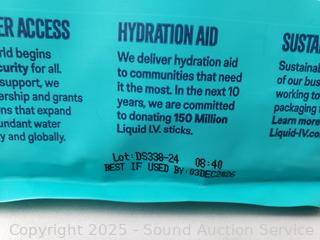 ER ACCESS
rld begins
curity for all.
support, we
ership and grants
ons that expand
undant water
y and globally.
HYDRATION AID
We deliver hydration aid
to communities that need
it the most. In the next 10
years, we are committed
to donating 150 Million
Liquid I.V. sticks.
SUSTA
Sustainabl
of our busi
working to
packaging
Learn more
Liquid-IV.co
Lot:DS338-24 08:40
BEST IF USED BY:03DEC2026
Copyright 2025 - Sound Auction Service